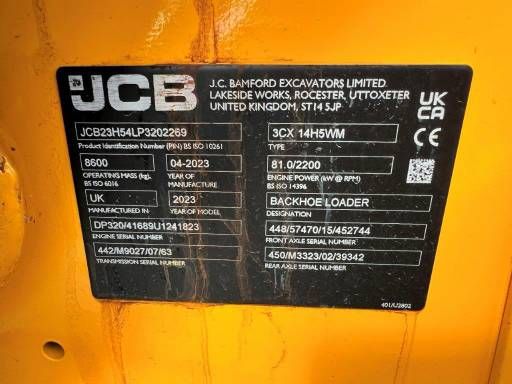 JCB
J.C. BAMFORD EXCAVATORS LIMITED
LAKESIDE WORKS, ROCESTER, UTTOXETER
UNITED KINGDOM, ST14 5JP
UK
CA
CE
JCB23H54LP3202269
Product Identification Number (PIN) BS ISO 10261
3CX 14H5WM
TYPE
8600
OPERATING MASS (kg).
BS ISO 6016
04-2023
YEAR OF
MANUFACTURE
81.0/2200
ENGINE POWER (kW @ RPM)
BS ISO 14396
UK
MANUFACTURED IN
2023
YEAR OF MODEL
BACKHOE LOADER
DESIGNATION
DP320/41689U1241823
ENGINE SERIAL NUMBER
448/57470/15/452744
FRONT AXLE SERIAL NUMBER
442/M9027/07/63
TRANSMISSION SERIAL NUMBER
450/M3323/02/39342
REAR AXLE SERIAL NUMBER
401/U2802